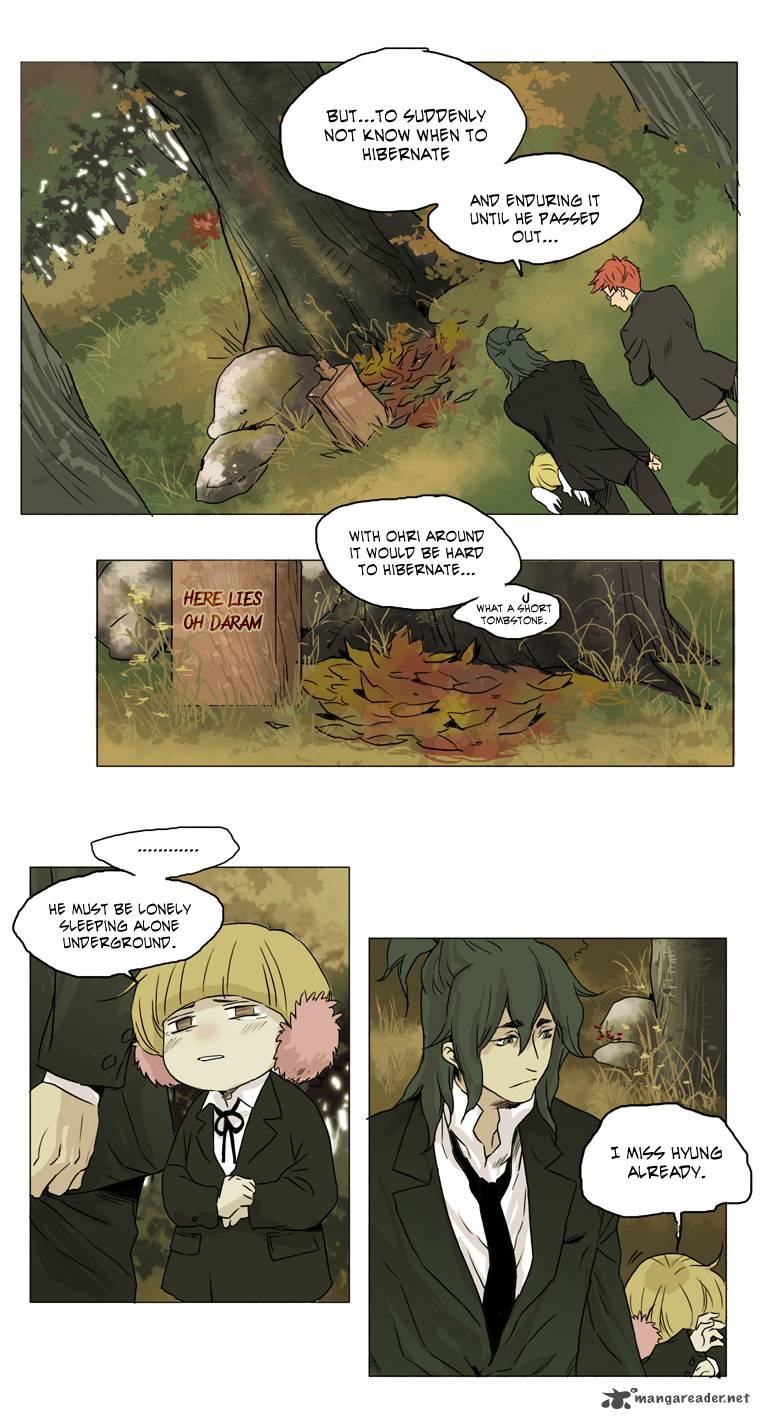 BUT...TO SUDDENLY
NOT KNOW WHEN TO
HIBERNATE
AND ENDURING IT
UNTIL HE PASSED
OUT...
WITH OHRI AROUND
IT WOULD BE HARD
TO HIBERNATE...
WHAT A SHORT
TOMBSTONE.
HERE LIES
OH DARAM
............
HE MUST BE LONELY
SLEEPING ALONE
UNDERGROUND.
I MISS HYUNG
ALREADY.
mangareader.net